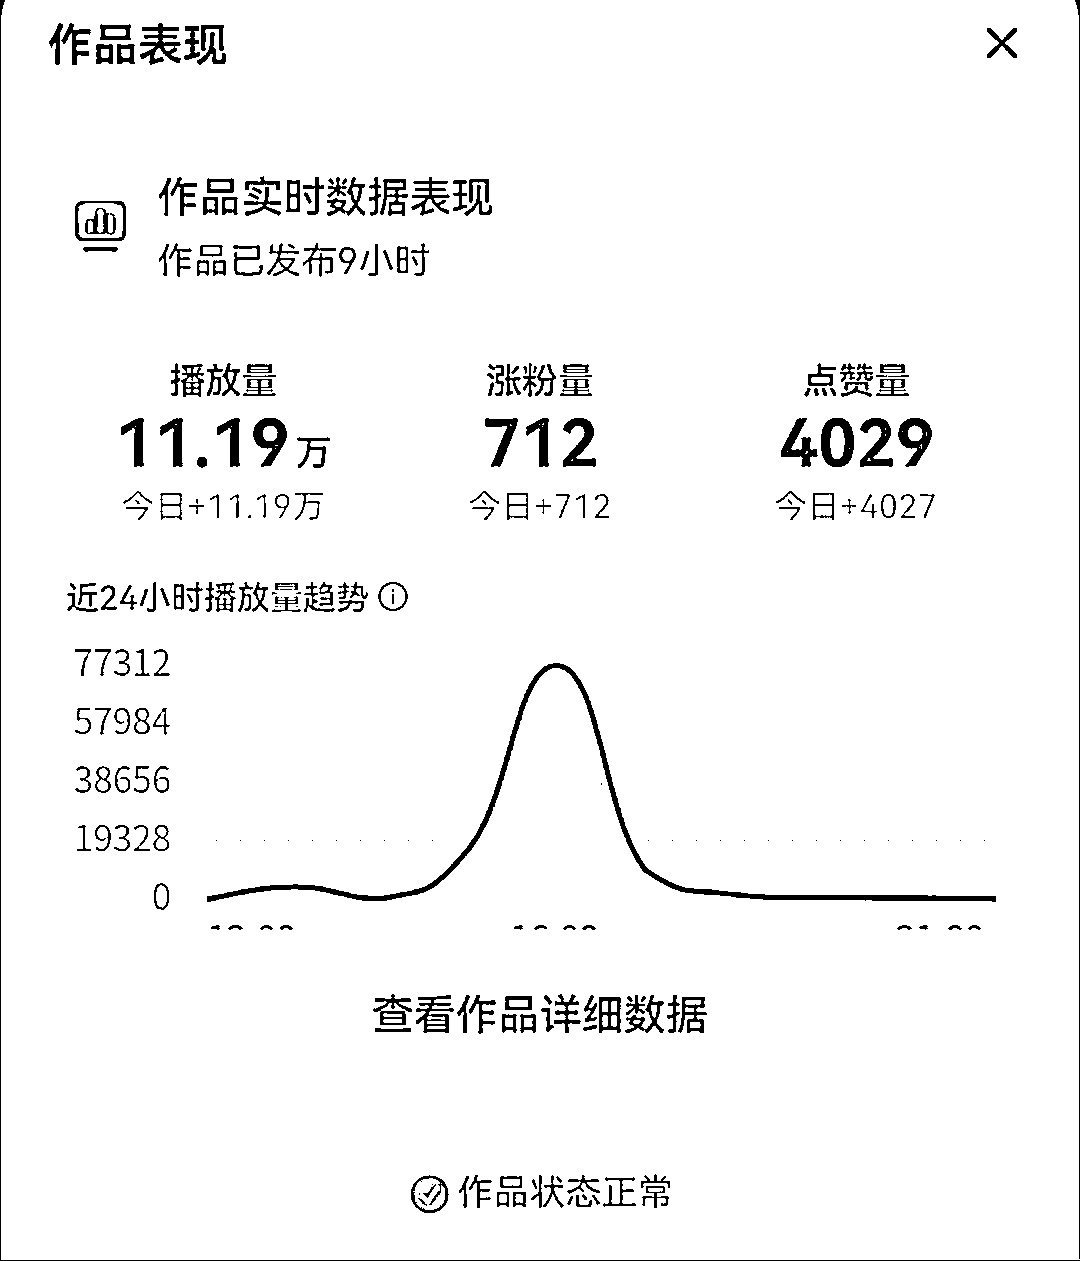 作品表现
作品实时数据表现
作品已发布9小时
播放量 涨粉量 点赞量
11.19万 712 4029
今日+11.19万 今日+712 今日+4027
近24小时播放量趋势
77312
57984
38656
19328
0
查看作品详细数据
作品状态正常